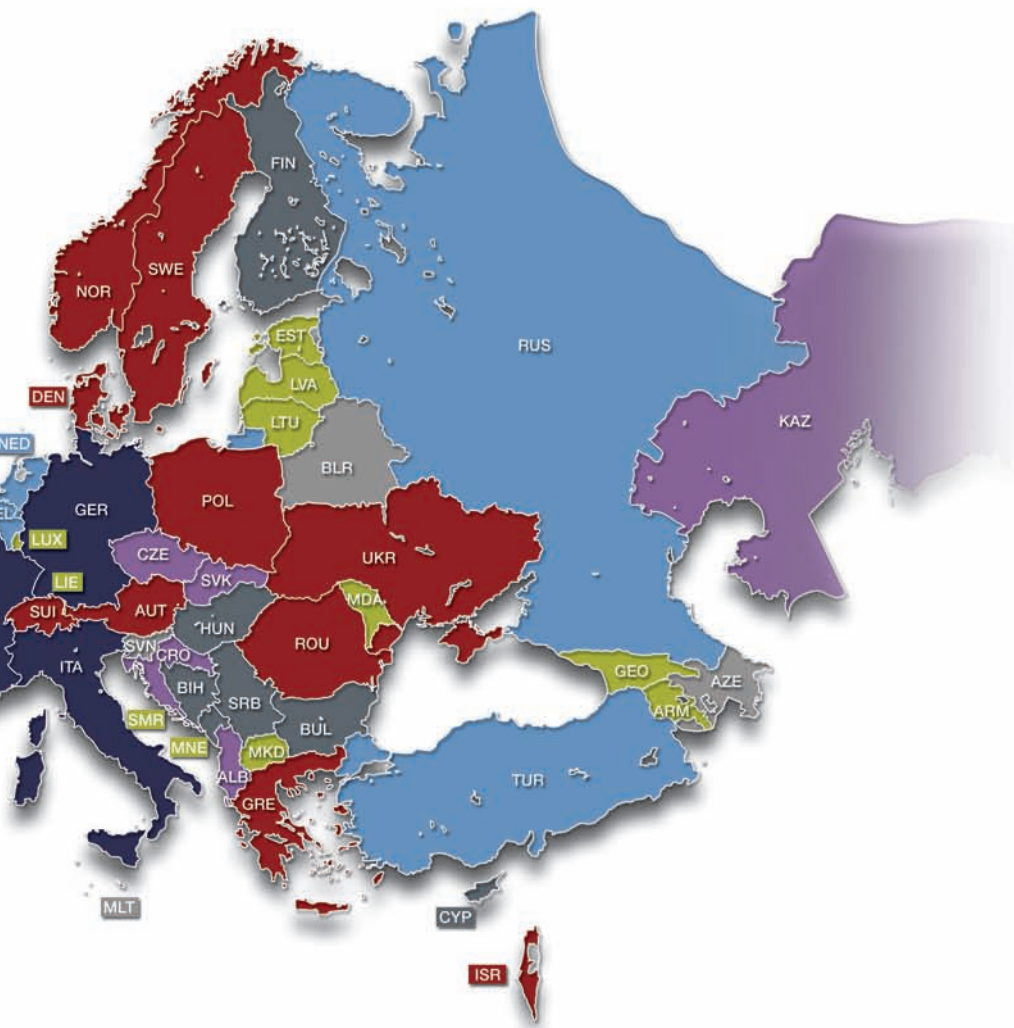 FIN
SWE
NOR
EST
RUS
LVA
DEN
LTU
KAZ
NED
BLR
POL
GER
LUX
CZE
UKR
SVK
LIE
MDA
SUI
AUT
HUN
ROU
SVN
CRO
ITA
GEO
AZE
BIH
SRB
ARM
SMR
BUL
MNE
MKD
ALB
TUR
GRE
MLT
CYP
ISR